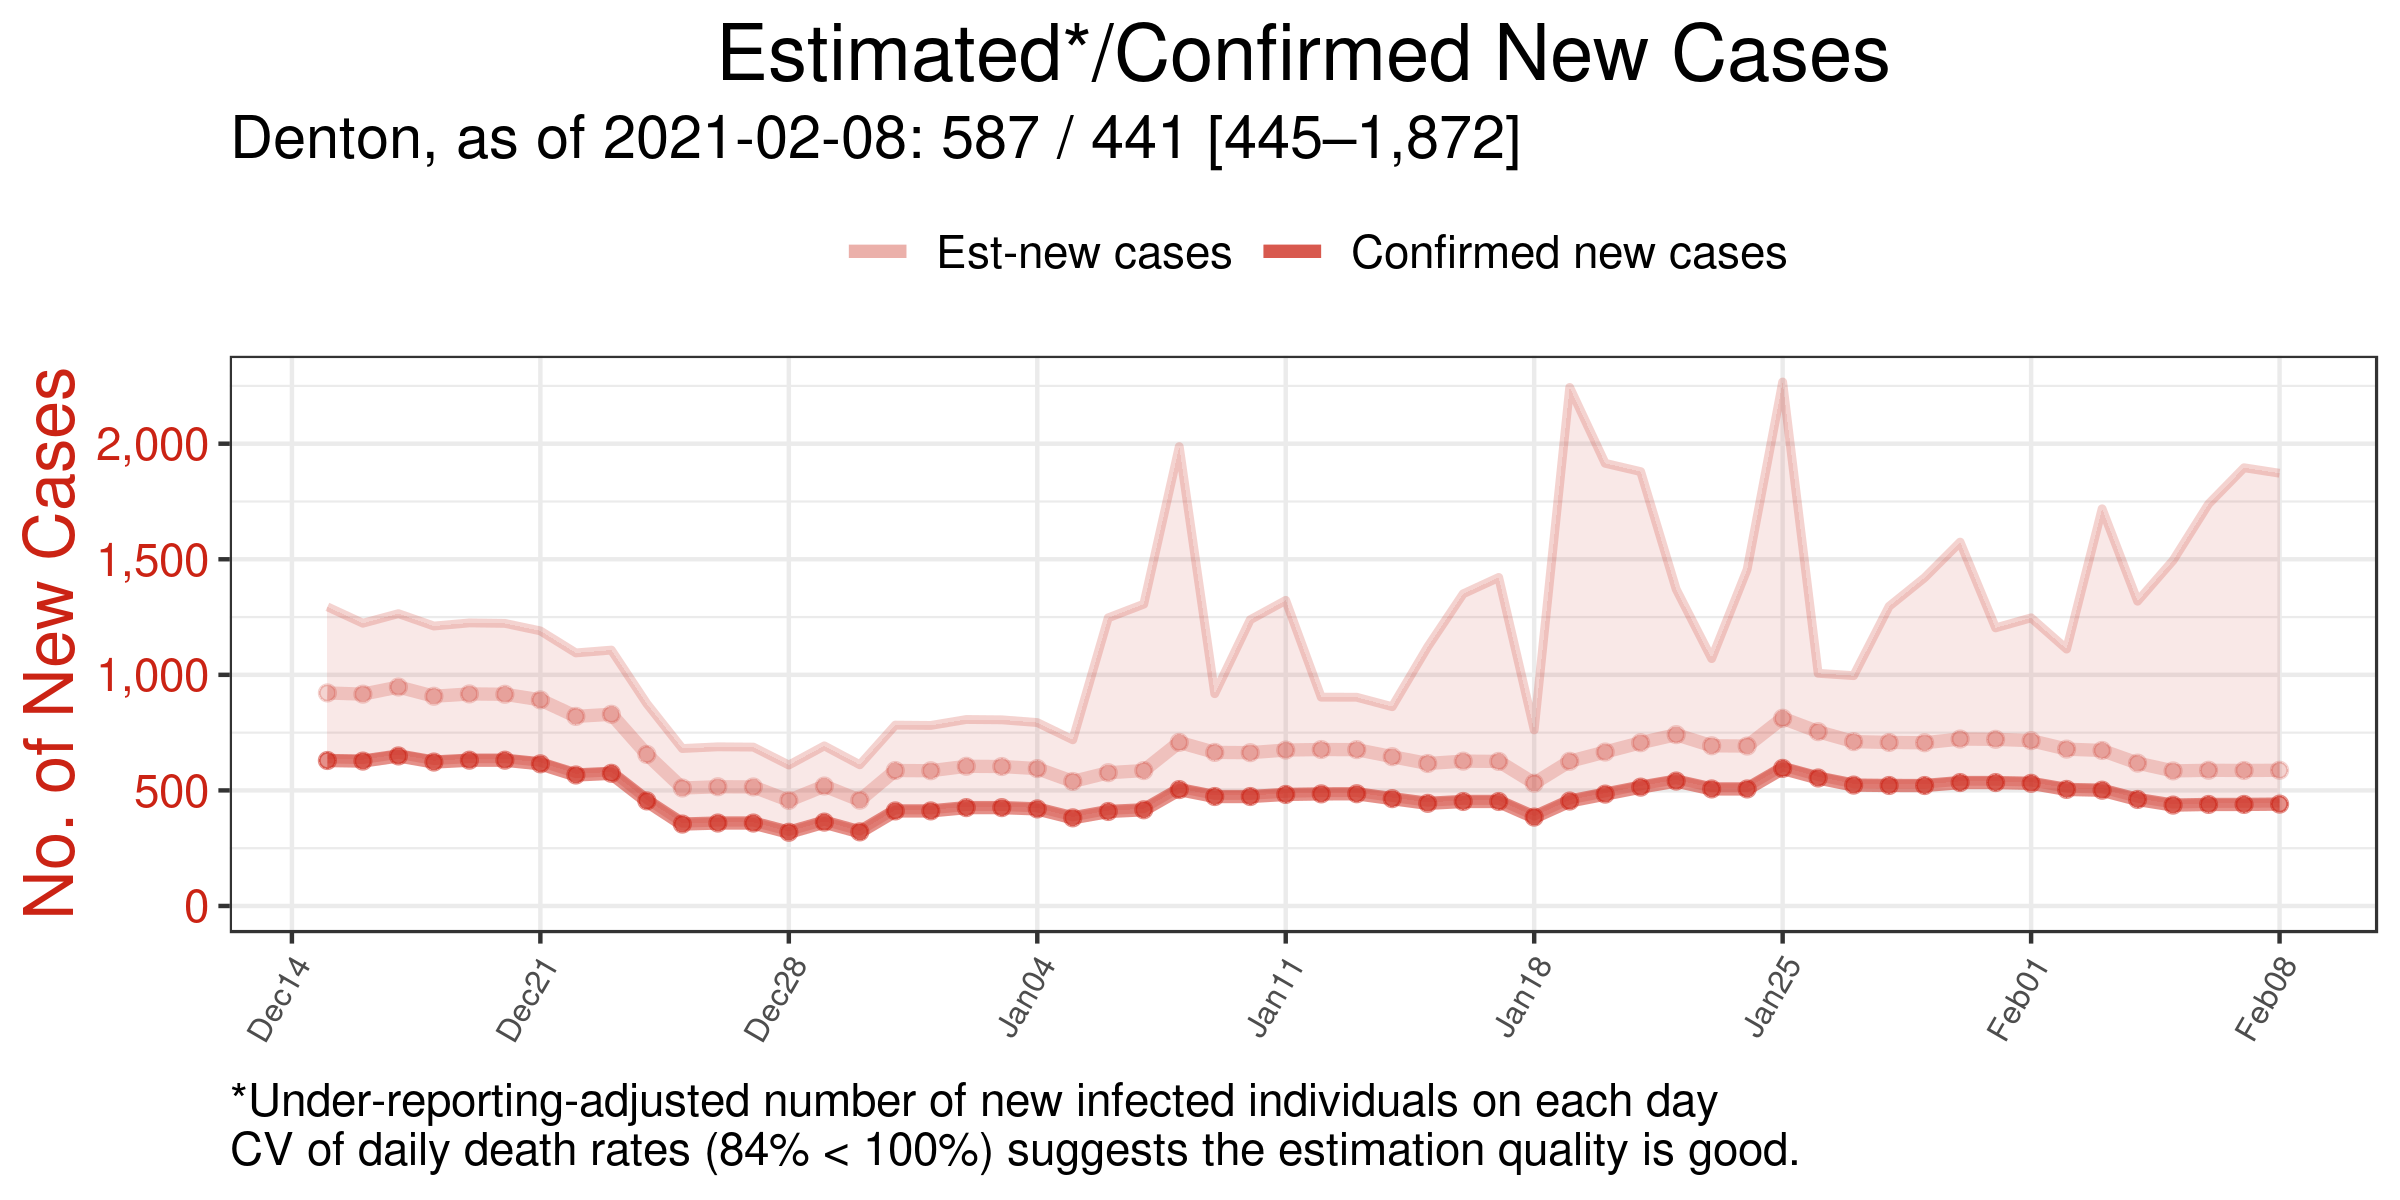 Estimated*/Confirmed New Cases
Denton, as of 2021-02-08: 587 / 441 [445–1,872]
Est-new cases
Confirmed new cases
No. of New Cases
2,000
1,500
1,000
500
0
Dec14
Dec21
Dec28
Jan04
Jan11
Jan18
Jan25
Feb01
Feb08
*Under-reporting-adjusted number of new infected individuals on each day
CV of daily death rates (84% < 100%) suggests the estimation quality is good.